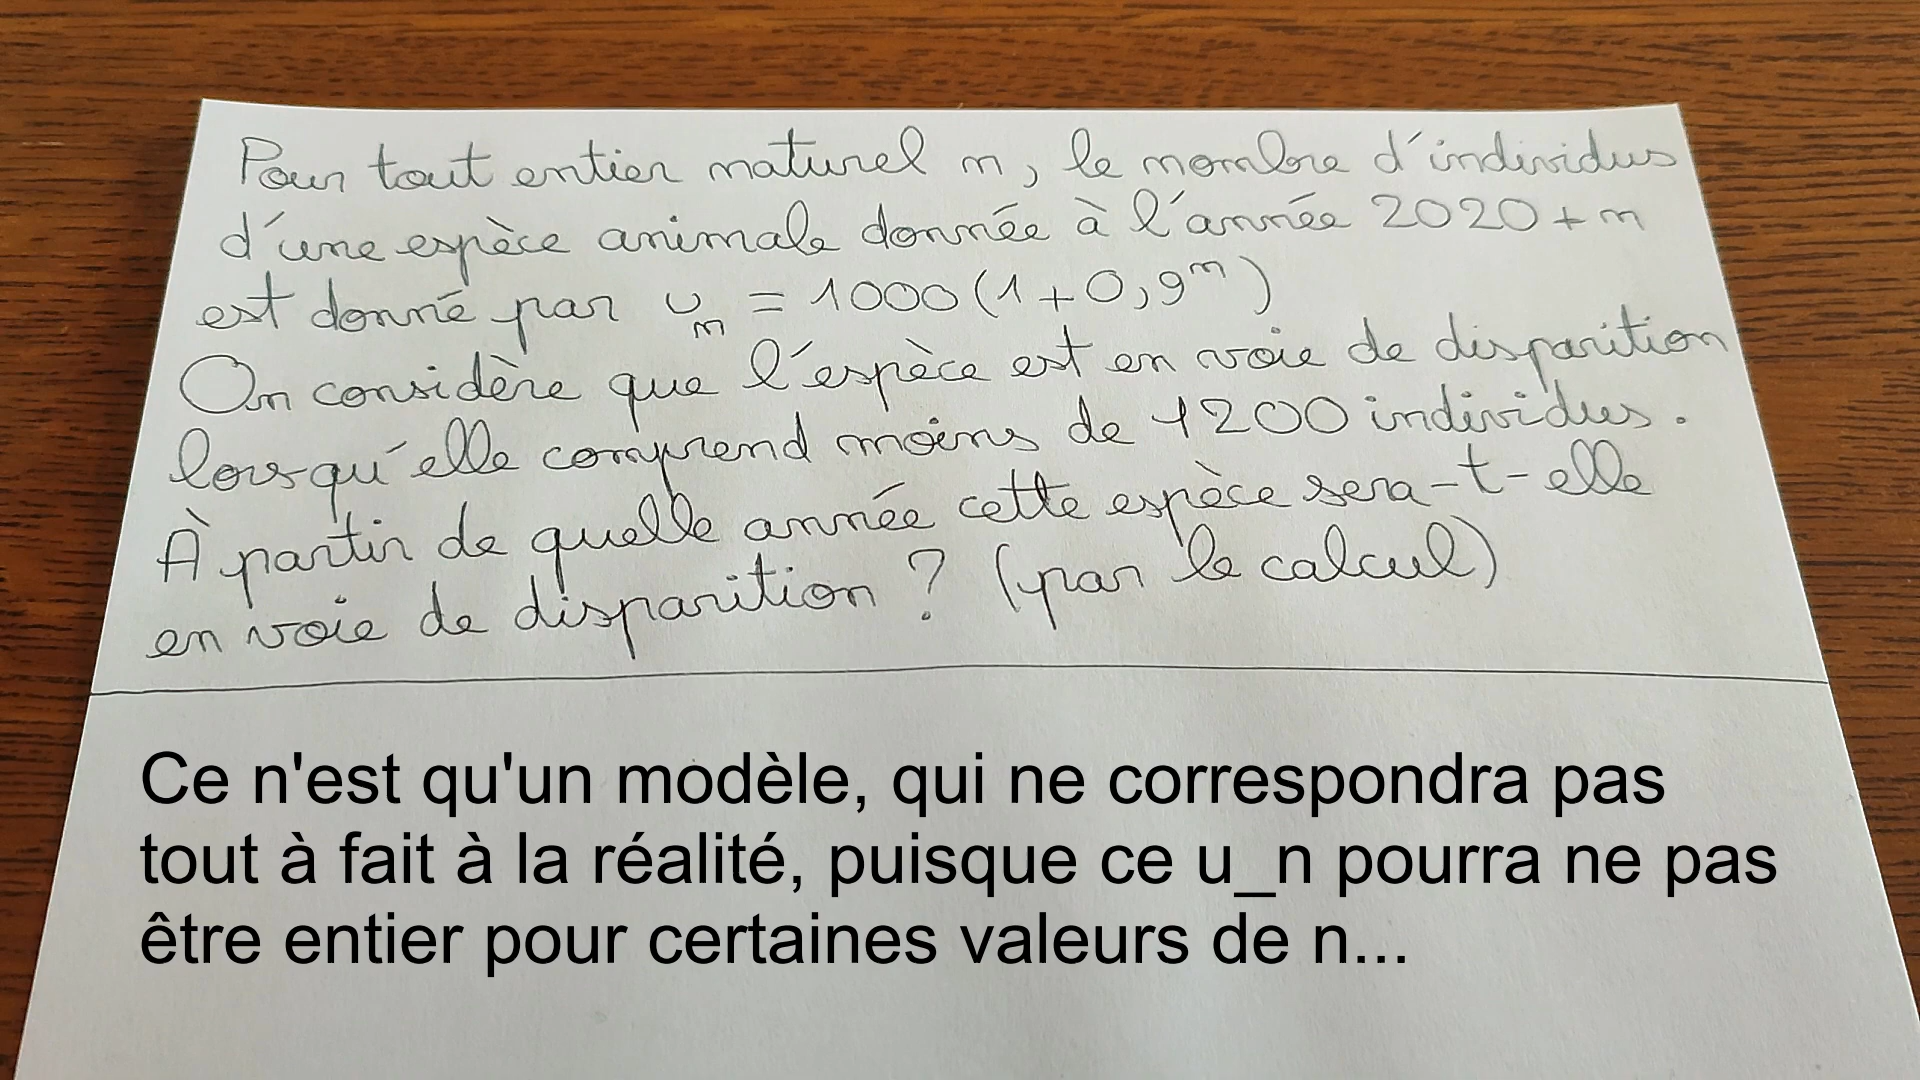 Pour tout entier naturel n, le nombre d'individus
d'une espèce animale donnée à l'année 2020 + n
est donné par u_n = 1000(1 + 0,9^n)
On considère que l'espèce est en voie de disparition
lorsqu'elle comprend moins de 1200 individus.
À partir de quelle année cette espèce sera-t-elle
en voie de disparition ? (par le calcul)
Ce n'est qu'un modèle, qui ne correspondra pas
tout à fait à la réalité, puisque ce u_n pourra ne pas
être entier pour certaines valeurs de n...